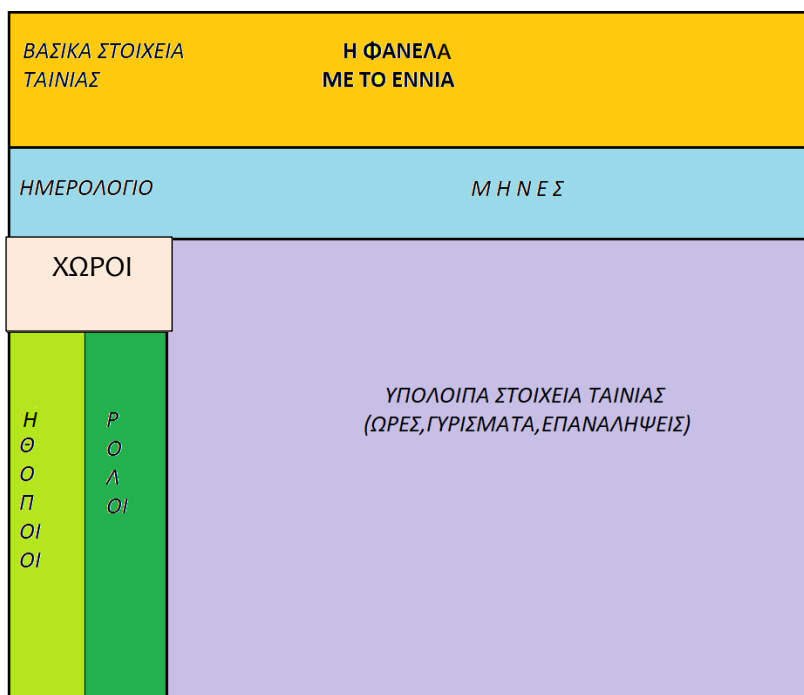 ΒΑΣΙΚΑ ΣΤΟΙΧΕΙΑ
ΤΑΙΝΙΑΣ
Η ΦΑΝΕΛΑ
ΜΕ ΤΟ ΕΝΝΙΑ
ΗΜΕΡΟΛΟΓΙΟ
Μ Η Ν Ε Σ
ΧΩΡΟΙ
Η
Θ
Ο
Π
ΟΙ
ΟΙ
Ρ
Ο
Λ
ΟΙ
ΥΠΟΛΟΙΠΑ ΣΤΟΙΧΕΙΑ ΤΑΙΝΙΑΣ
(ΩΡΕΣ,ΓΥΡΙΣΜΑΤΑ,ΕΠΑΝΑΛΗΨΕΙΣ)